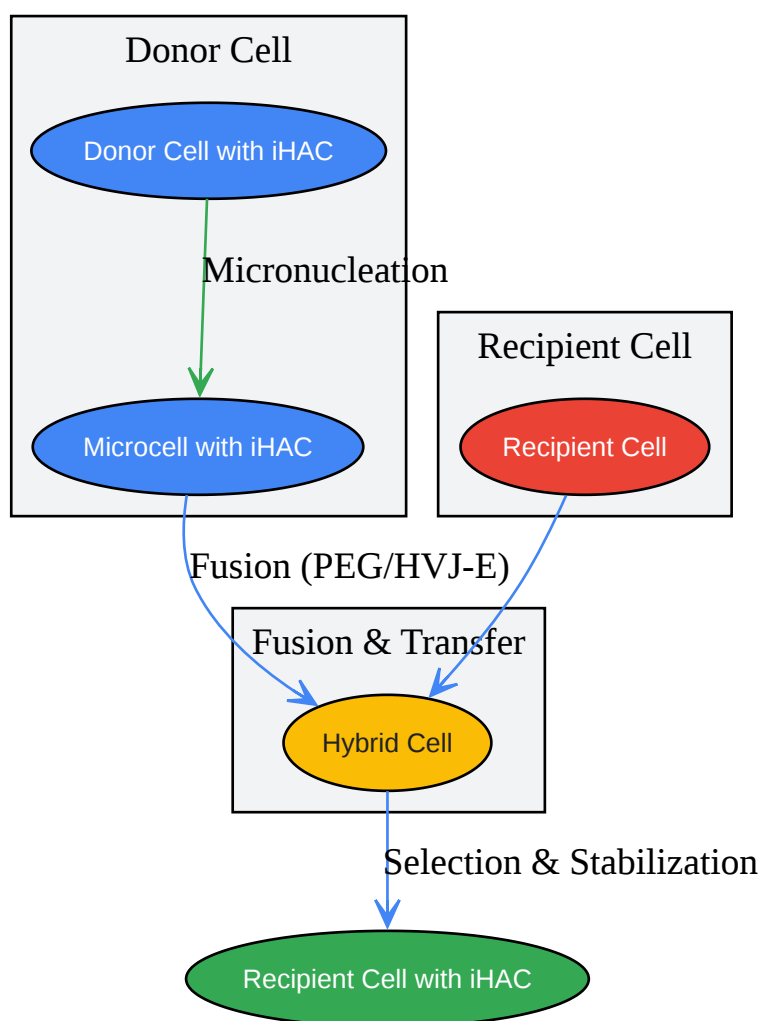 Donor Cell
Donor Cell with iHAC
Micronucleation
Recipient Cell
Microcell with iHAC
Recipient Cell
Fusion (PEG/HVJ-E)
Fusion & Transfer
Hybrid Cell
Selection & Stabilization
Recipient Cell with iHAC